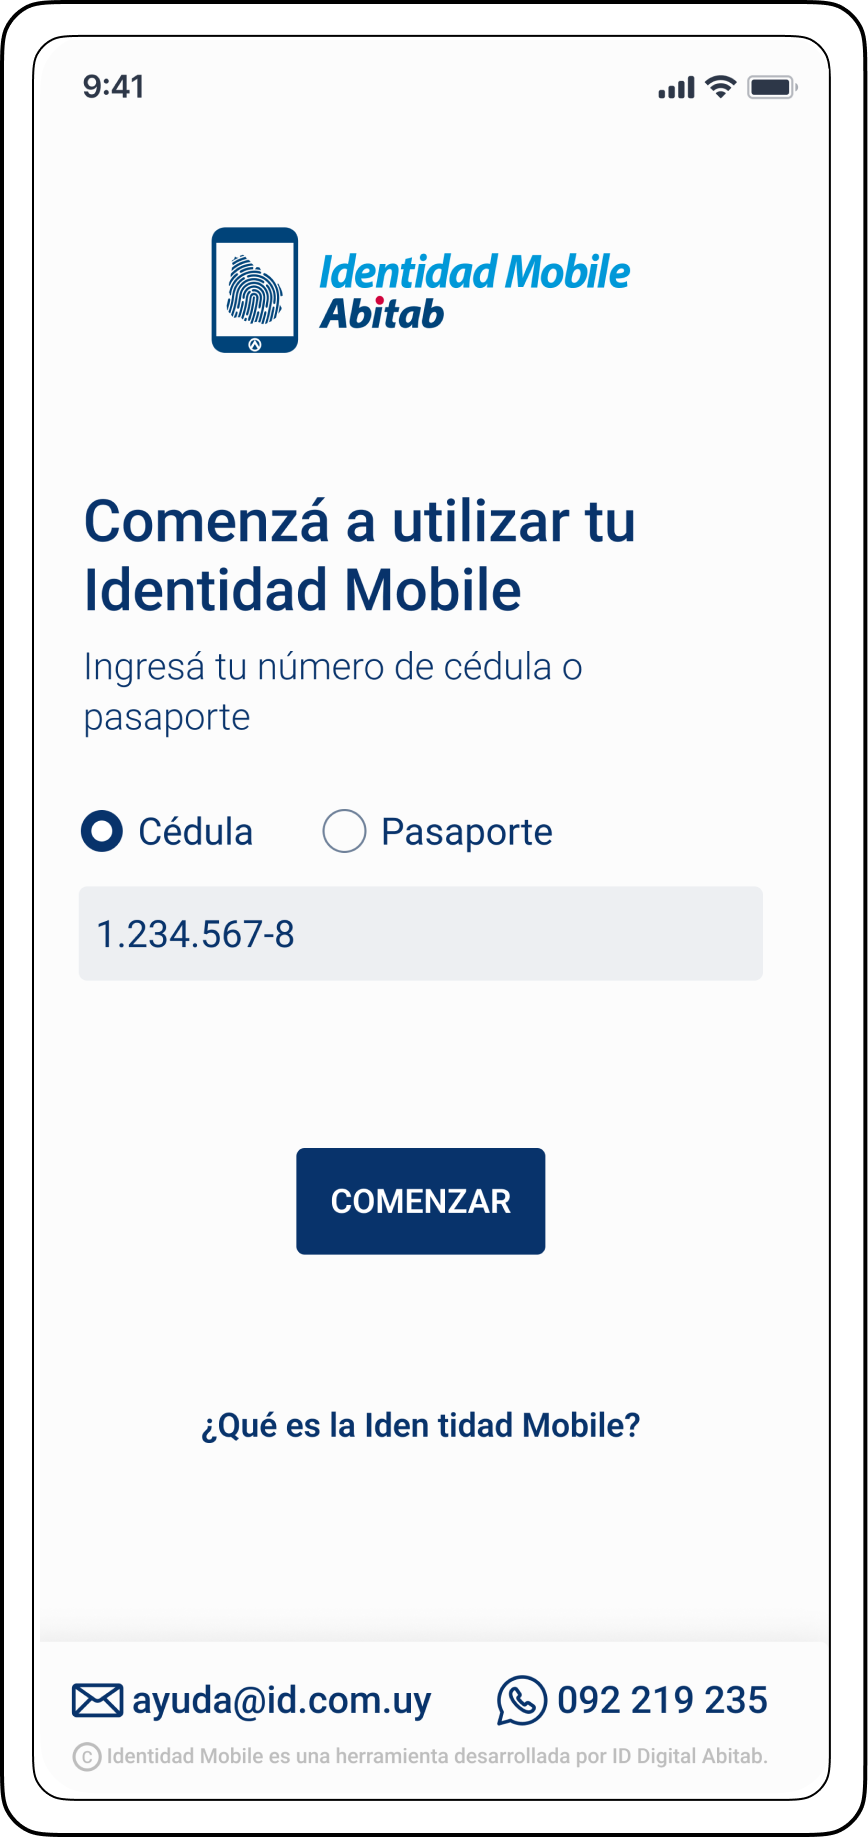 9:41
Identidad Mobile
Abitab
Comenzá a utilizar tu
Identidad Mobile
Ingresá tu número de cédula o
pasaporte
Cédula Pasaporte
1.234.567-8
COMENZAR
¿Qué es la Iden tidad Mobile?
ayuda@id.com.uy 092 219 235
© Identidad Mobile es una herramienta desarrollada por ID Digital Abitab.